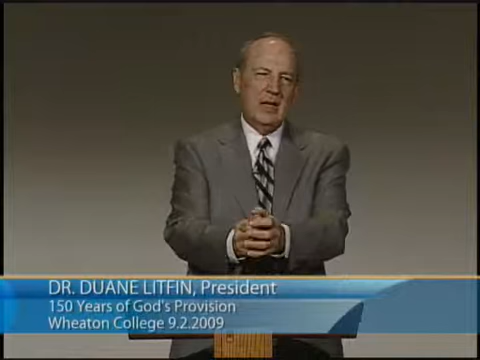 DR. DUANE LITFIN, President
150 Years of God's Provision
Wheaton College 9.2.2009